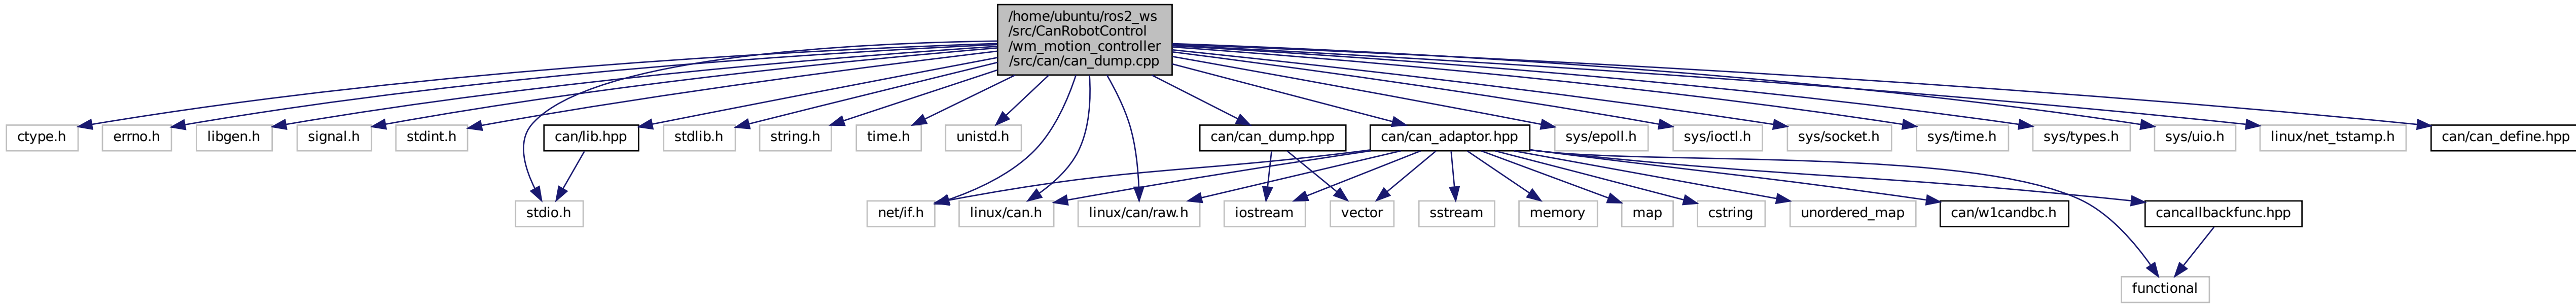 /home/ubuntu/ros2_ws
/src/CanRobotControl
/wm_motion_controller
/src/can/can_dump.cpp
ctype.h
errno.h
libgen.h
signal.h
stdint.h
can/lib.hpp
stdlib.h
string.h
time.h
unistd.h
can/can_dump.hpp
can/can_adaptor.hpp
sys/epoll.h
sys/ioctl.h
sys/socket.h
sys/time.h
sys/types.h
sys/uio.h
linux/net_tstamp.h
can/can_define.hpp
stdio.h
net/if.h
linux/can.h
linux/can/raw.h
iostream
vector
sstream
memory
map
cstring
unordered_map
can/w1candbc.h
cancallbackfunc.hpp
functional